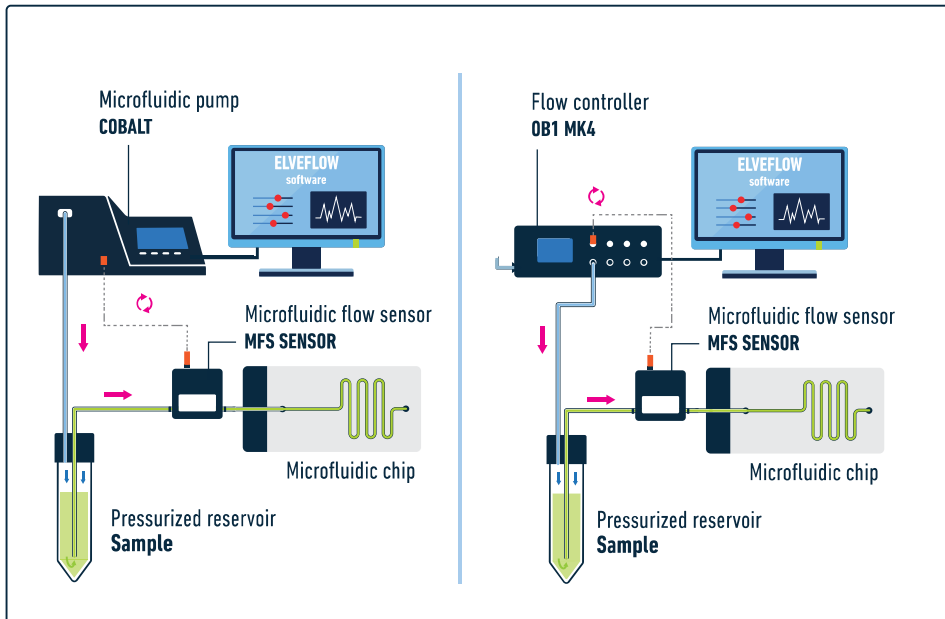 Microfluidic pump
COBALT
ELVEFLOW
software
Microfluidic flow sensor
MFS SENSOR
Microfluidic chip
Pressurized reservoir
Sample
Flow controller
OB1 MK4
ELVEFLOW
software
Microfluidic flow sensor
MFS SENSOR
Microfluidic chip
Pressurized reservoir
Sample